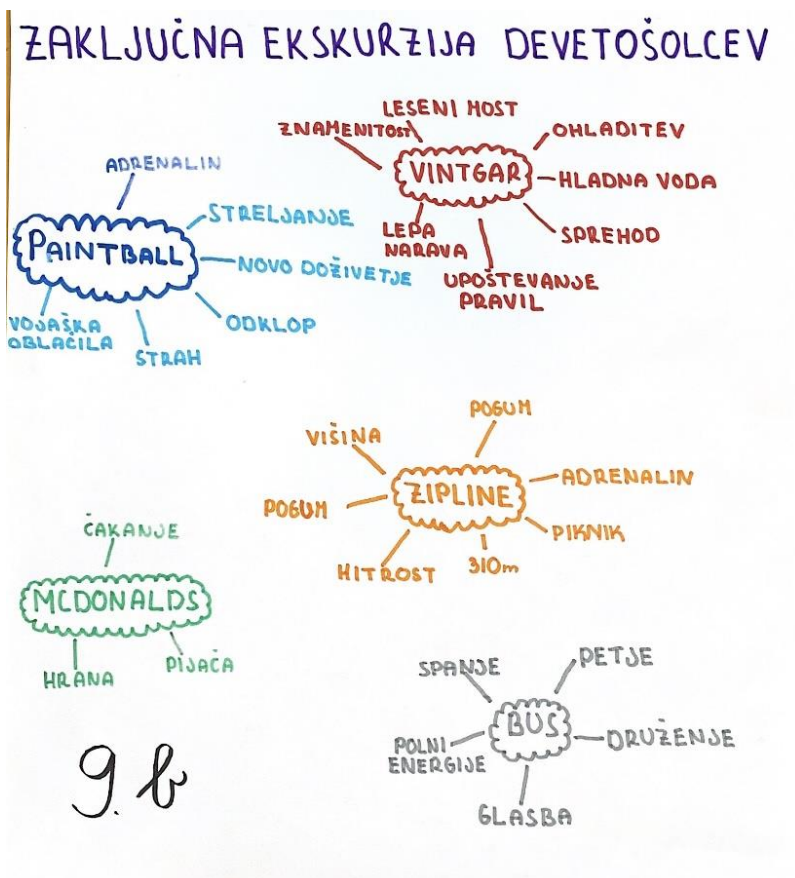 ZAKLJUČNA EKSKURZIJA DEVETOŠOLCEV
LESENI MOST
ZNAMENITOST
OHLADITEV
VINTGAR
HLADNA VODA
LEPA
NARAVA
SPREHOD
UPOŠTEVANJE
PRAVIL
ADRENALIN
STRELJANJE
PAINTBALL
NOVO DOŽIVETJE
ODKLOP
VOJAŠKA
OBLAČILA
STRAH
POGUM
VIŠINA
ADRENALIN
ZIPLINE
POGUM
PIKNIK
HITROST
310m
ČAKANJE
MCDONALDS
HRANA
PIJAČA
SPANJE
PETJE
BUS
POLNI
ENERGIJE
DRUŽENJE
GLASBA
9. b